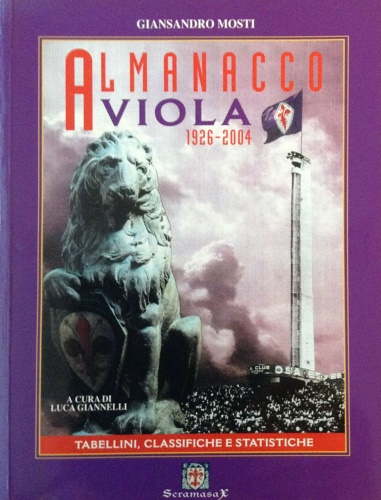 GIANSANDRO MOSTI
ALMANACCO
VIOLA
1926-2004
A CURA DI
LUCA GIANNELLI
TABELLINI, CLASSIFICHE E STATISTICHE
ScramasaX